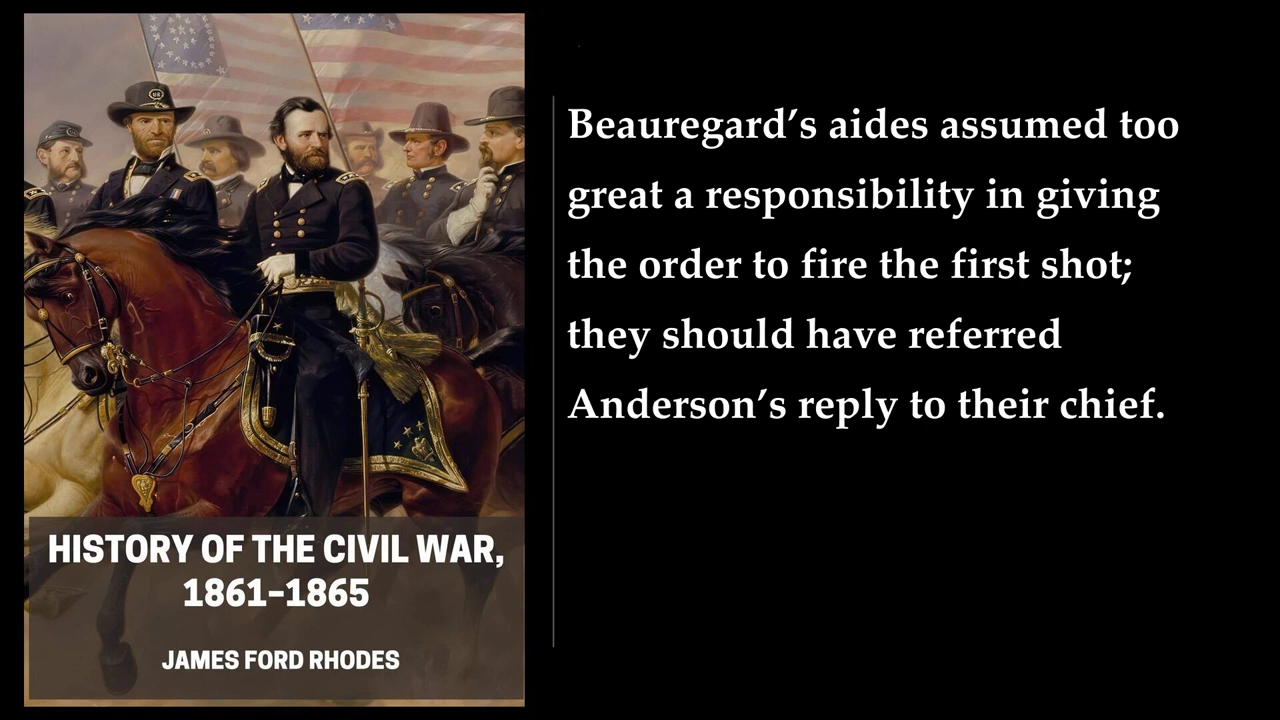 HISTORY OF THE CIVIL WAR,
1861–1865
JAMES FORD RHODES
Beauregard’s aides assumed too
great a responsibility in giving
the order to fire the first shot;
they should have referred
Anderson’s reply to their chief.